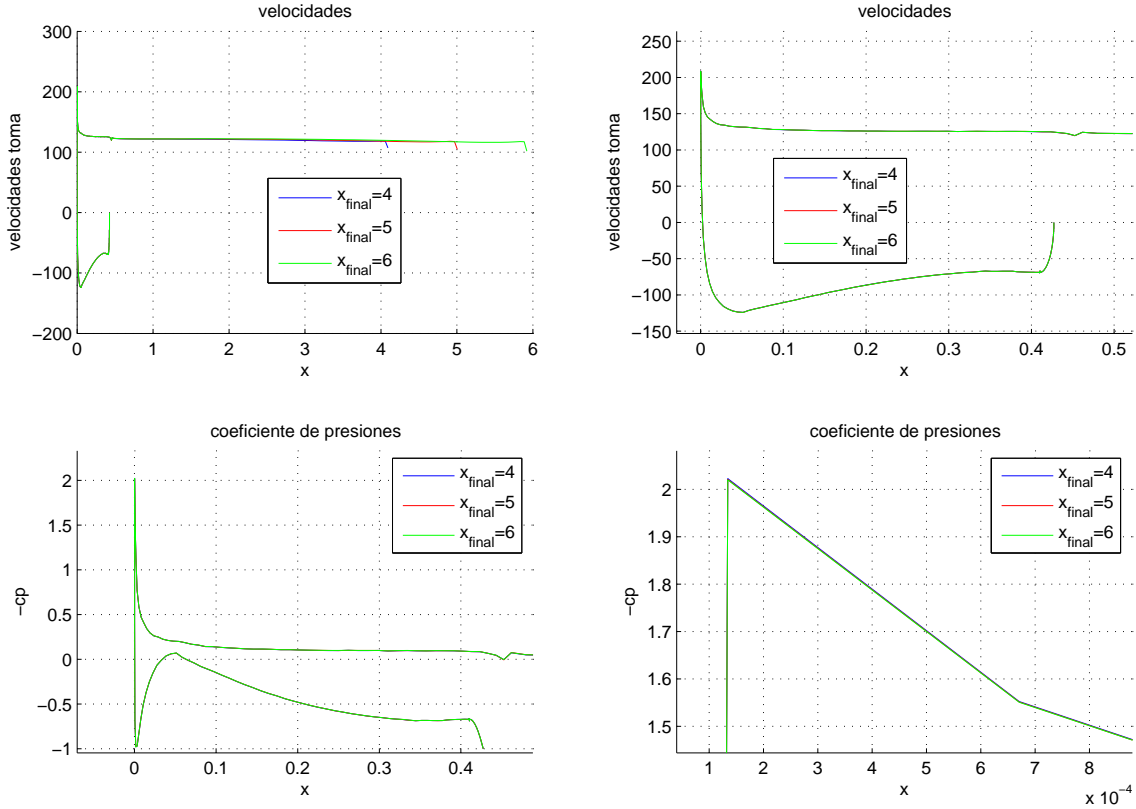 velocidades
300
200
100
0
−100
−200
velocidades toma
0 1 2 3 4 5 6
x
x_final=4
x_final=5
x_final=6
velocidades
250
200
150
100
50
0
−50
−100
−150
velocidades toma
0 0.1 0.2 0.3 0.4 0.5
x
x_final=4
x_final=5
x_final=6
coeficiente de presiones
2
1.5
1
0.5
0
−0.5
−1
−cp
0 0.1 0.2 0.3 0.4
x
x_final=4
x_final=5
x_final=6
coeficiente de presiones
2
1.9
1.8
1.7
1.6
1.5
−cp
1 2 3 4 5 6 7 8
x
x 10⁻⁴
x_final=4
x_final=5
x_final=6